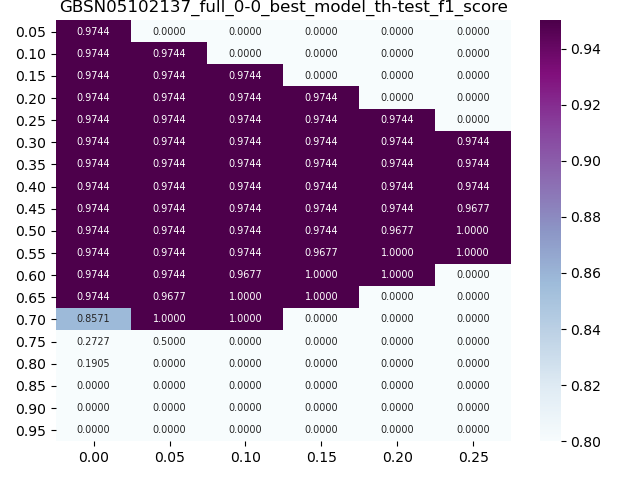 GBSN05102137_full_0-0_best_model_th-test_f1_score
0.05 0.9744 0.0000 0.0000 0.0000 0.0000 0.0000
0.10 0.9744 0.9744 0.0000 0.0000 0.0000 0.0000
0.15 0.9744 0.9744 0.9744 0.0000 0.0000 0.0000
0.20 0.9744 0.9744 0.9744 0.9744 0.0000 0.0000
0.25 0.9744 0.9744 0.9744 0.9744 0.9744 0.0000
0.30 0.9744 0.9744 0.9744 0.9744 0.9744 0.9744
0.35 0.9744 0.9744 0.9744 0.9744 0.9744 0.9744
0.40 0.9744 0.9744 0.9744 0.9744 0.9744 0.9744
0.45 0.9744 0.9744 0.9744 0.9744 0.9744 0.9677
0.50 0.9744 0.9744 0.9744 0.9744 0.9677 1.0000
0.55 0.9744 0.9744 0.9744 0.9677 1.0000 1.0000
0.60 0.9744 0.9744 0.9677 1.0000 1.0000 0.0000
0.65 0.9744 0.9677 1.0000 1.0000 0.0000 0.0000
0.70 0.8571 1.0000 1.0000 0.0000 0.0000 0.0000
0.75 0.2727 0.5000 0.0000 0.0000 0.0000 0.0000
0.80 0.1905 0.0000 0.0000 0.0000 0.0000 0.0000
0.85 0.0000 0.0000 0.0000 0.0000 0.0000 0.0000
0.90 0.0000 0.0000 0.0000 0.0000 0.0000 0.0000
0.95 0.0000 0.0000 0.0000 0.0000 0.0000 0.0000
0.00 0.05 0.10 0.15 0.20 0.25
0.94
0.92
0.90
0.88
0.86
0.84
0.82
0.80